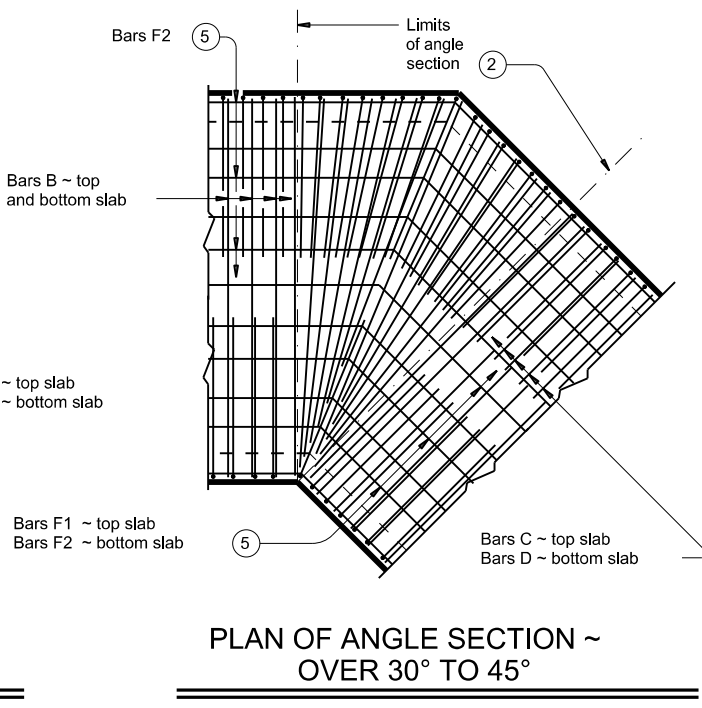 Bars F2 5
Limits
of angle
section
2
Bars B ~ top
and bottom slab
~ top slab
~ bottom slab
Bars F1 ~ top slab
Bars F2 ~ bottom slab
5
Bars C ~ top slab
Bars D ~ bottom slab
PLAN OF ANGLE SECTION ~
OVER 30° TO 45°